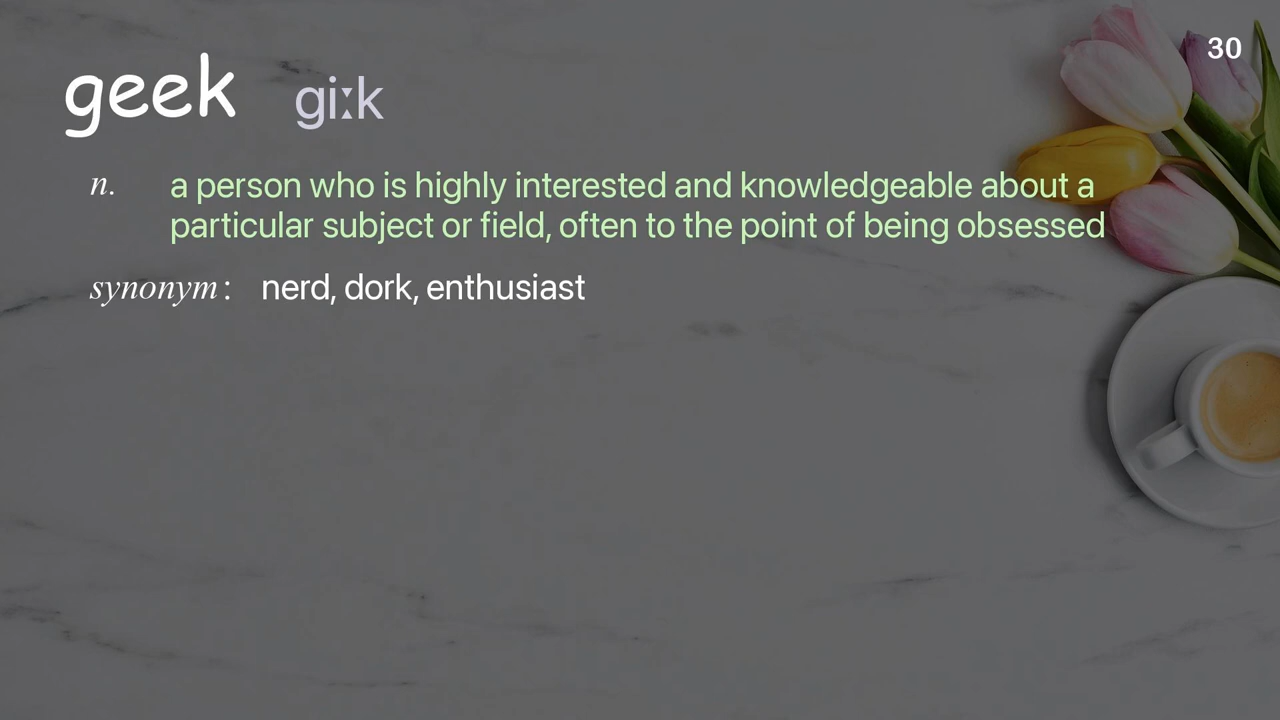 30
geek giːk
n. a person who is highly interested and knowledgeable about a
particular subject or field, often to the point of being obsessed
synonym: nerd, dork, enthusiast